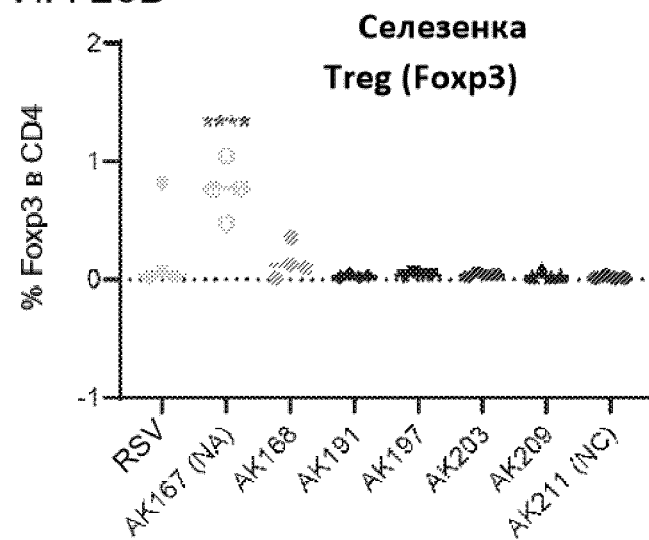 Селезенка
Treg (Foxp3)
% Foxp3 в CD4
2
1
0
-1
****
RSV
AK167 (NA)
AK168
AK191
AK197
AK203
AK209
AK211 (NC)